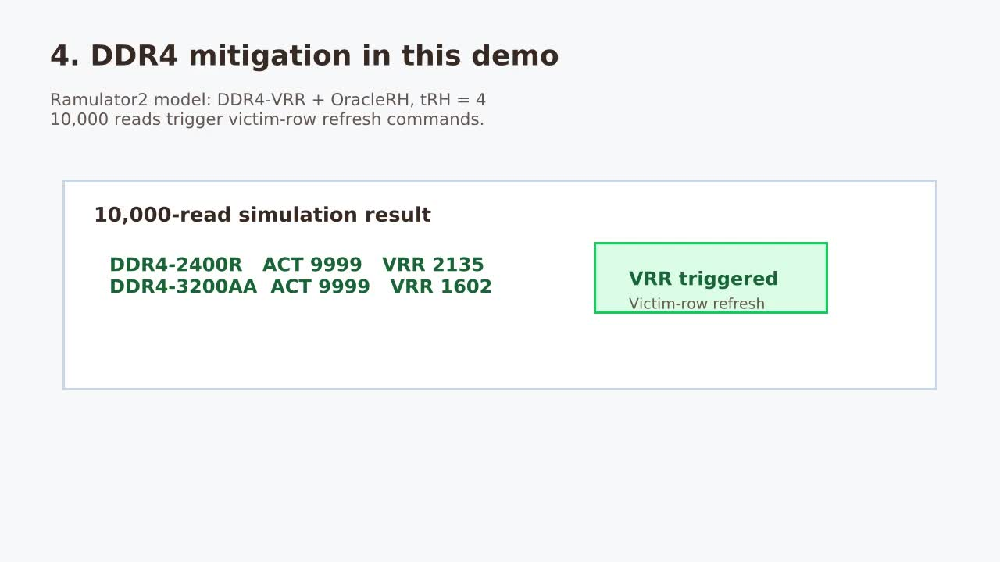 4. DDR4 mitigation in this demo
Ramulator2 model: DDR4-VRR + OracleRH, tRH = 4
10,000 reads trigger victim-row refresh commands.
10,000-read simulation result
DDR4-2400R ACT 9999 VRR 2135
DDR4-3200AA ACT 9999 VRR 1602
VRR triggered
Victim-row refresh